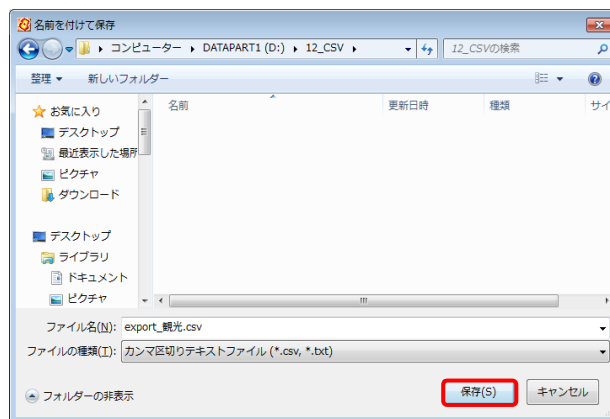 名前を付けて保存
コンピューター ▸ DATAPART1 (D:) ▸ 12_CSV ▸
12_CSVの検索
整理 ▼ 新しいフォルダー
名前 更新日時 種類 サイ
お気に入り
デスクトップ
最近表示した場所
ピクチャ
ダウンロード
デスクトップ
ライブラリ
ドキュメント
ピクチャ
ファイル名(N): export_観光.csv
ファイルの種類(T): カンマ区切りテキストファイル (*.csv, *.txt)
フォルダーの非表示
保存(S) キャンセル